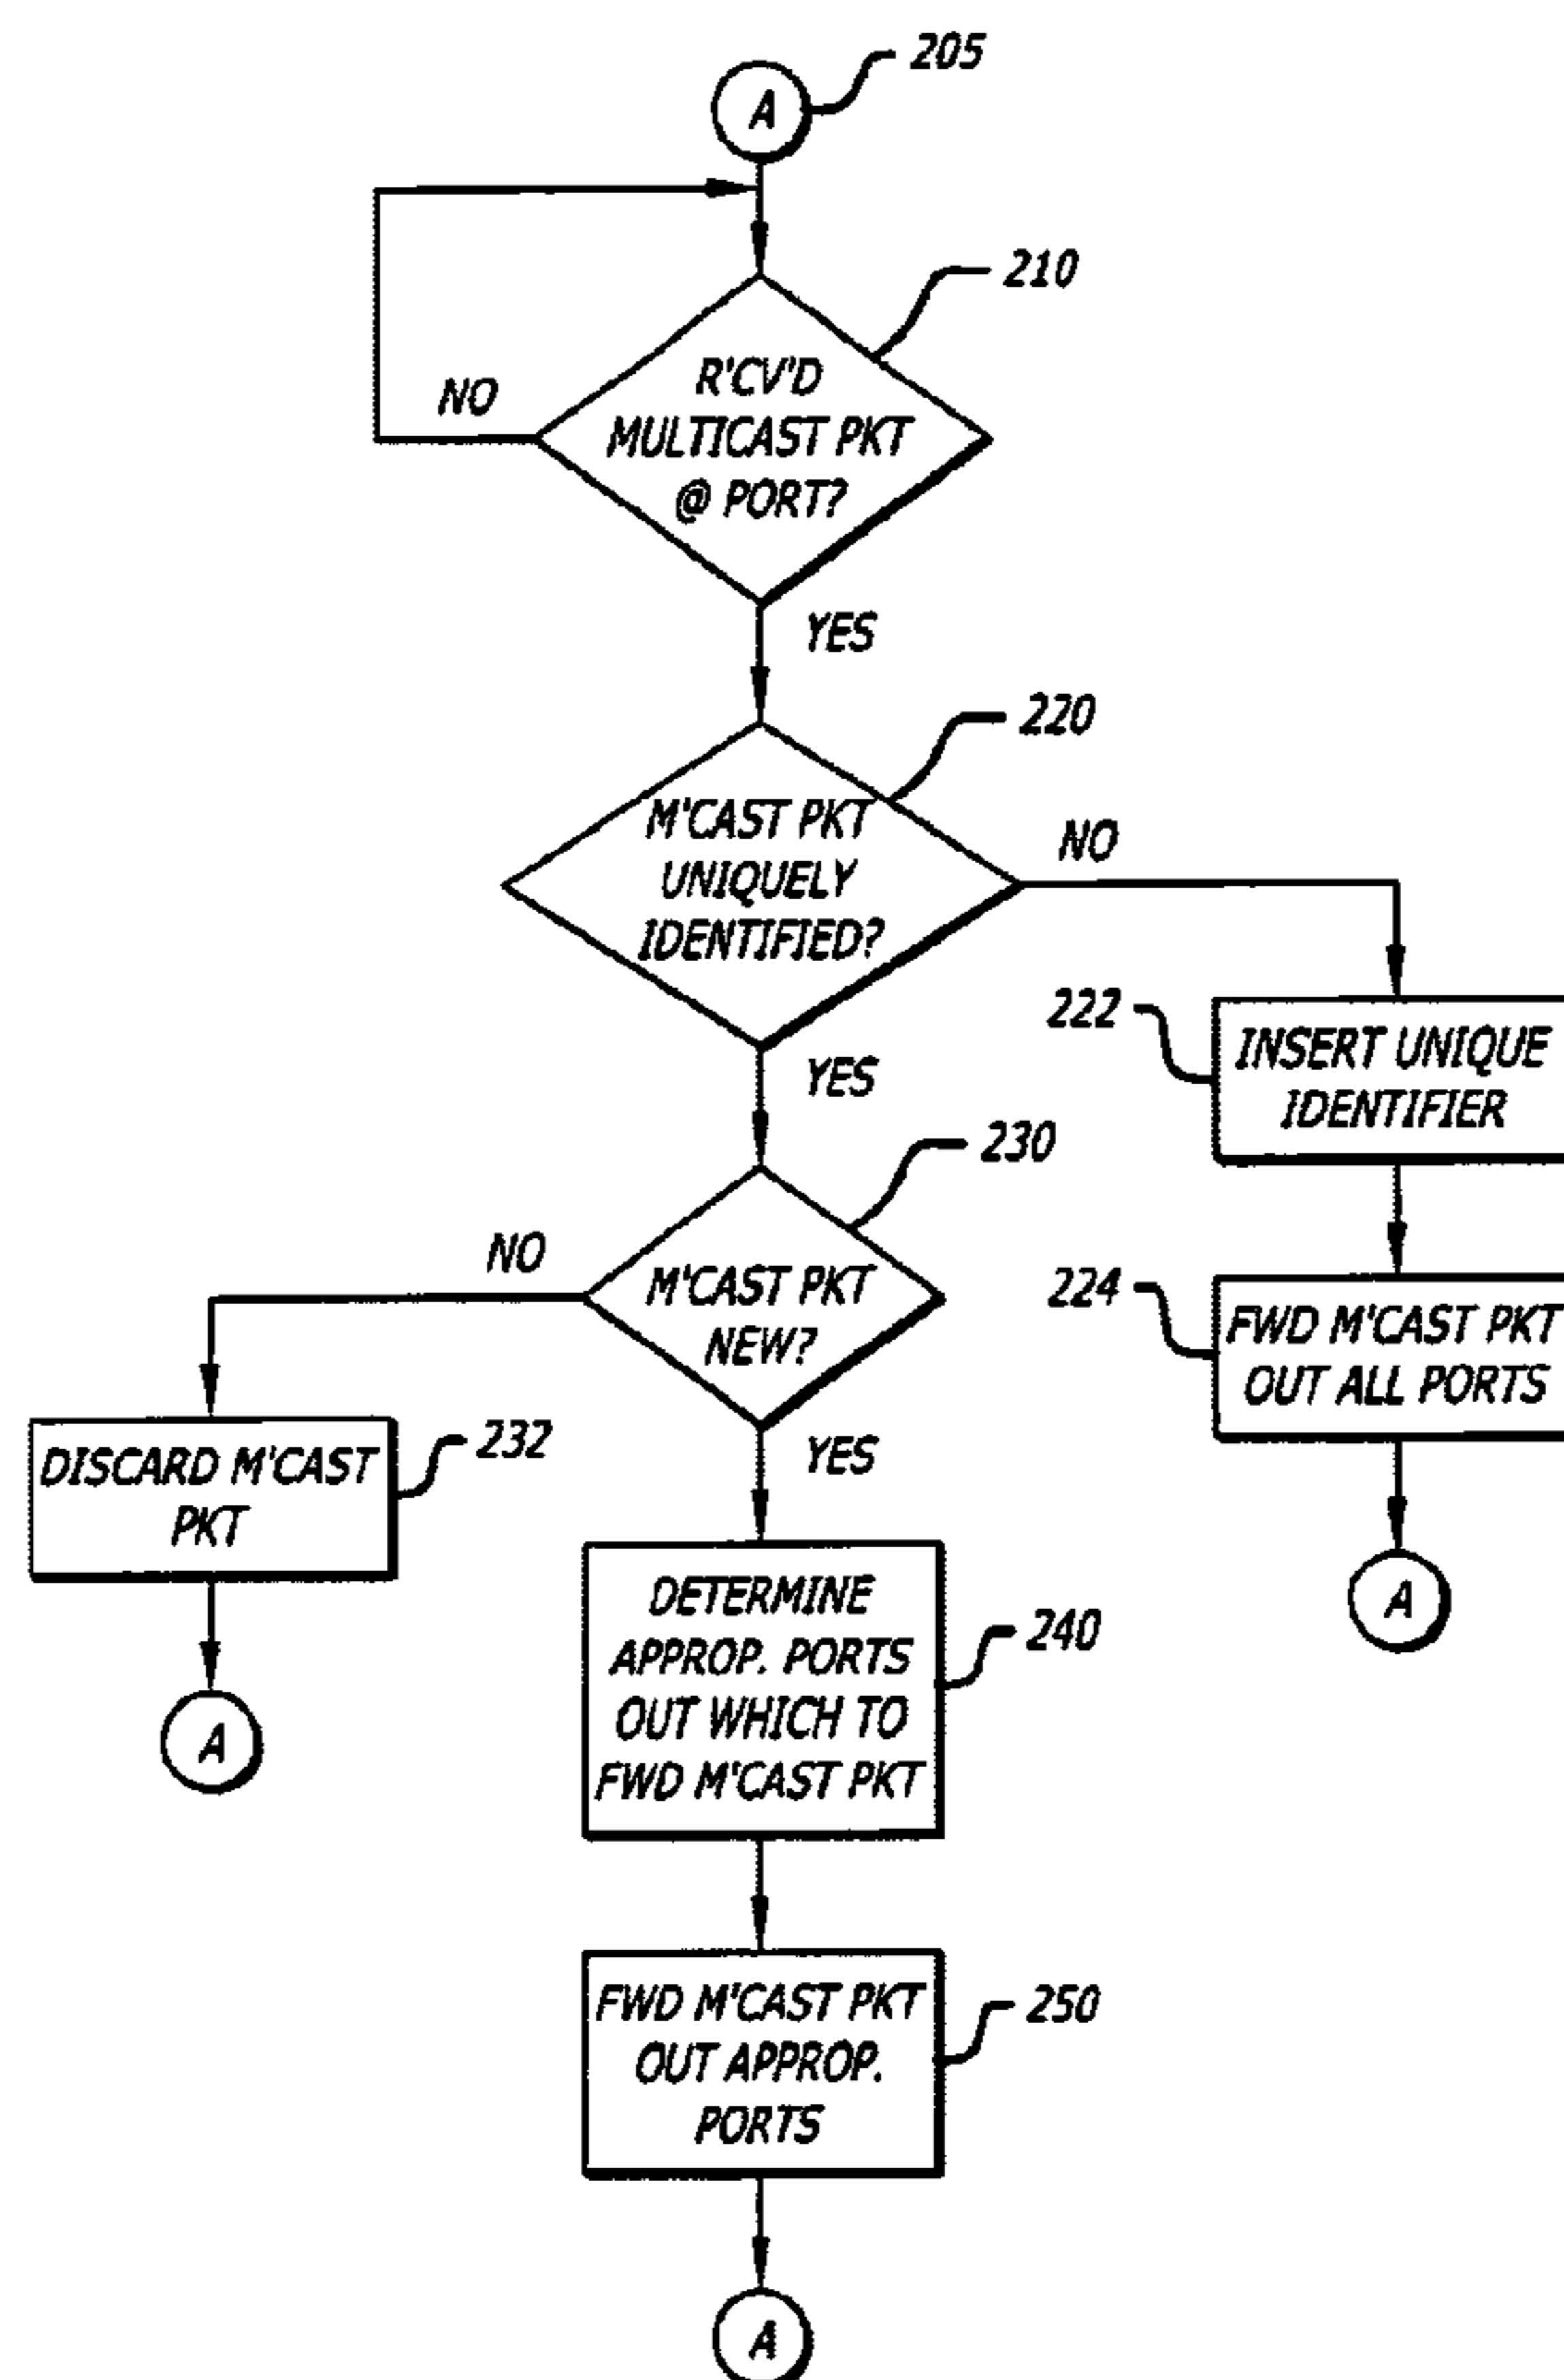 205
A
210
R'CV'D
MULTICAST PKT
@ PORT?
NO
YES
220
M'CAST PKT
UNIQUELY
IDENTIFIED?
NO
YES
222
INSERT UNIQUE
IDENTIFIER
230
M'CAST PKT
NEW?
NO
YES
224
FWD M'CAST PKT
OUT ALL PORTS
A
232
DISCARD M'CAST
PKT
A
240
DETERMINE
APPROP. PORTS
OUT WHICH TO
FWD M'CAST PKT
250
FWD M'CAST PKT
OUT APPROP.
PORTS
A